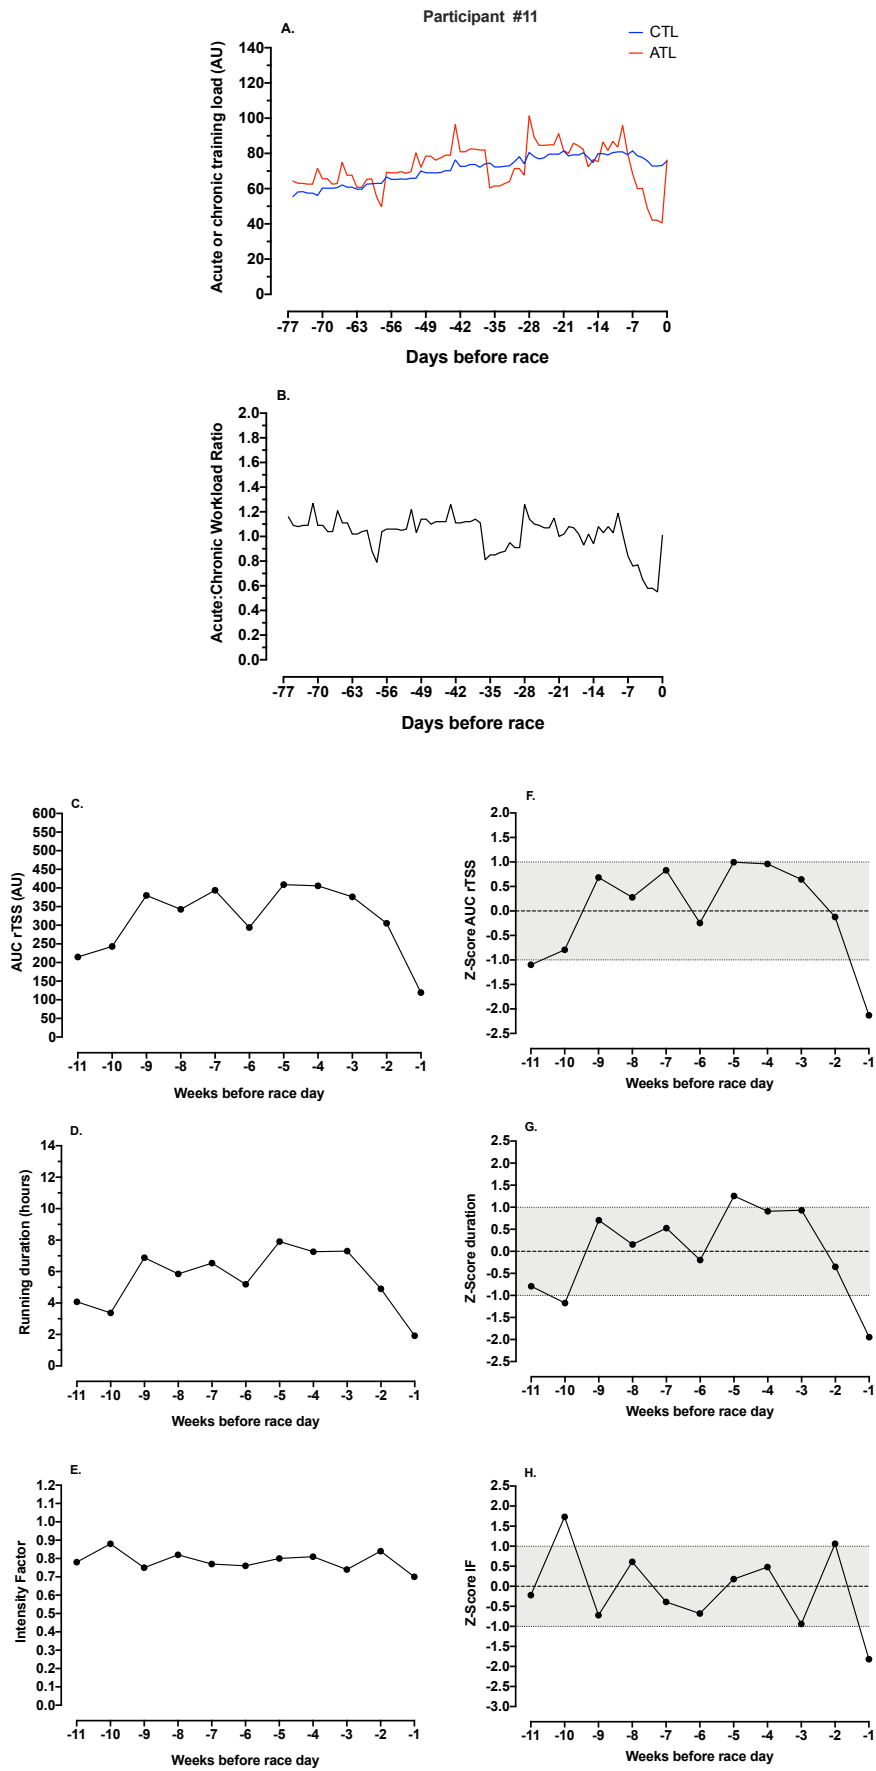 Participant #11
A.
CTL
ATL
Acute or chronic training load (AU)
140
120
100
80
60
40
20
0
-77 -70 -63 -56 -49 -42 -35 -28 -21 -14 -7 0
Days before race
B.
Acute:Chronic Workload Ratio
2.0
1.8
1.6
1.4
1.2
1.0
0.8
0.6
0.4
0.2
0.0
-77 -70 -63 -56 -49 -42 -35 -28 -21 -14 -7 0
Days before race
C.
AUC rTSS (AU)
600
550
500
450
400
350
300
250
200
150
100
50
0
-11 -10 -9 -8 -7 -6 -5 -4 -3 -2 -1
Weeks before race day
F.
Z-Score AUC rTSS
2.0
1.5
1.0
0.5
0.0
-0.5
-1.0
-1.5
-2.0
-2.5
-11 -10 -9 -8 -7 -6 -5 -4 -3 -2 -1
Weeks before race day
D.
Running duration (hours)
14
12
10
8
6
4
2
0
-11 -10 -9 -8 -7 -6 -5 -4 -3 -2 -1
Weeks before race day
G.
Z-Score duration
2.5
2.0
1.5
1.0
0.5
0.0
-0.5
-1.0
-1.5
-2.0
-2.5
-11 -10 -9 -8 -7 -6 -5 -4 -3 -2 -1
Weeks before race day
E.
Intensity Factor
1.2
1.1
1.0
0.9
0.8
0.7
0.6
0.5
0.4
0.3
0.2
0.1
0.0
-11 -10 -9 -8 -7 -6 -5 -4 -3 -2 -1
Weeks before race day
H.
Z-Score IF
2.5
2.0
1.5
1.0
0.5
0.0
-0.5
-1.0
-1.5
-2.0
-2.5
-3.0
-11 -10 -9 -8 -7 -6 -5 -4 -3 -2 -1
Weeks before race day